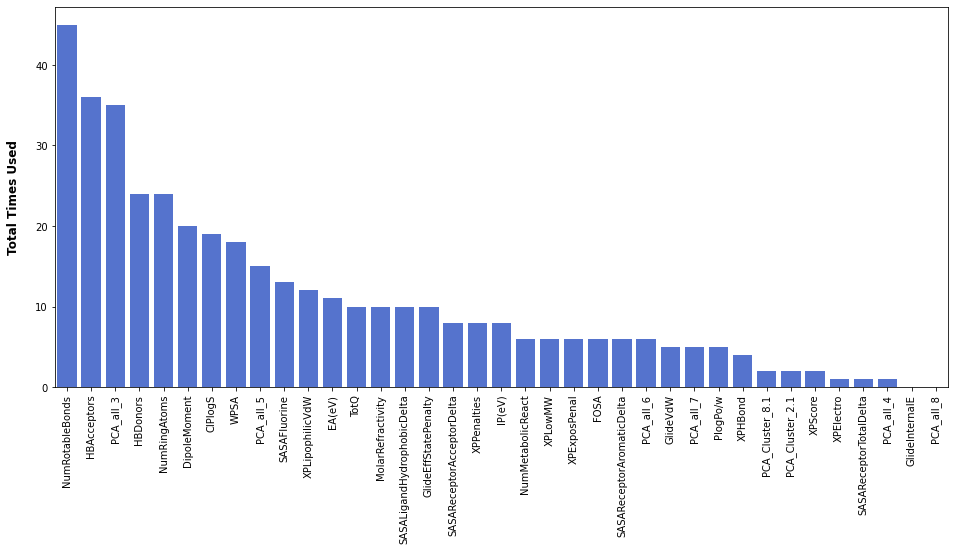 Total Times Used
40
30
20
10
0
NumRotableBonds
HBAcceptors
PCA_all_3
HBDonors
NumRingAtoms
DipoleMoment
CIPlogS
WPSA
PCA_all_5
SASAFluorine
XPLipophilicVdW
EA(eV)
TotQ
MolarRefractivity
SASALigandHydrophobicDelta
GlideEffStatePenalty
SASAReceptorAcceptorDelta
XPPenalties
IP(eV)
NumMetabolicReact
XPLowMW
XPExposPenal
FOSA
SASAReceptorAromaticDelta
PCA_all_6
GlideVdW
PCA_all_7
PlogPo/w
XPHBond
PCA_Cluster_8.1
PCA_Cluster_2.1
XPScore
XPElectro
SASAReceptorTotalDelta
PCA_all_4
GlideInternalE
PCA_all_8